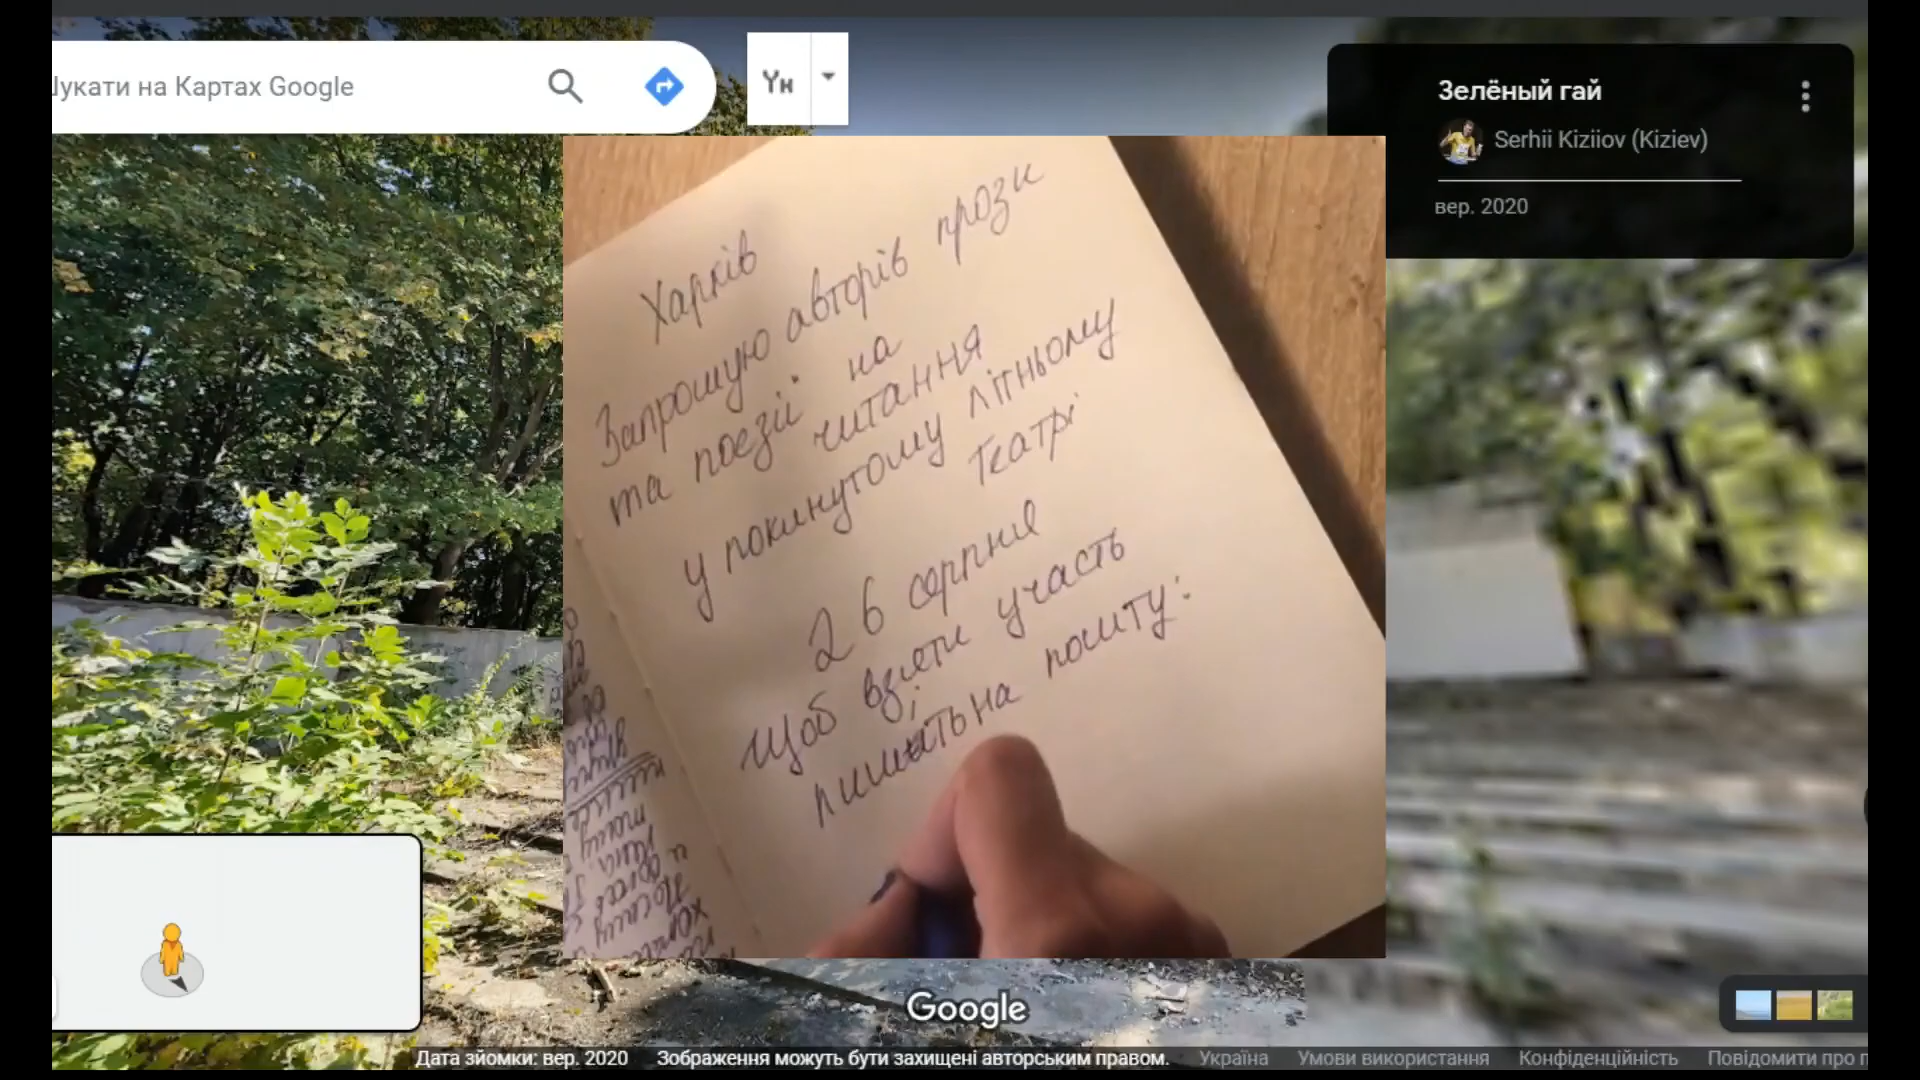 укати на Картах Google
Зелёный гай
Serhii Kiziiov (Kiziev)
вер. 2020
Харків
Запрошую авторів прози
та поезії на
читання
у покинутому літньому
театрі
26 серпня
щоб взяти участь
пишіть на пошту:
Google
Дата зйомки: вер. 2020 Зображення можуть бути захищені авторським правом. Україна Умови використання Конфіденційність Повідомити про п